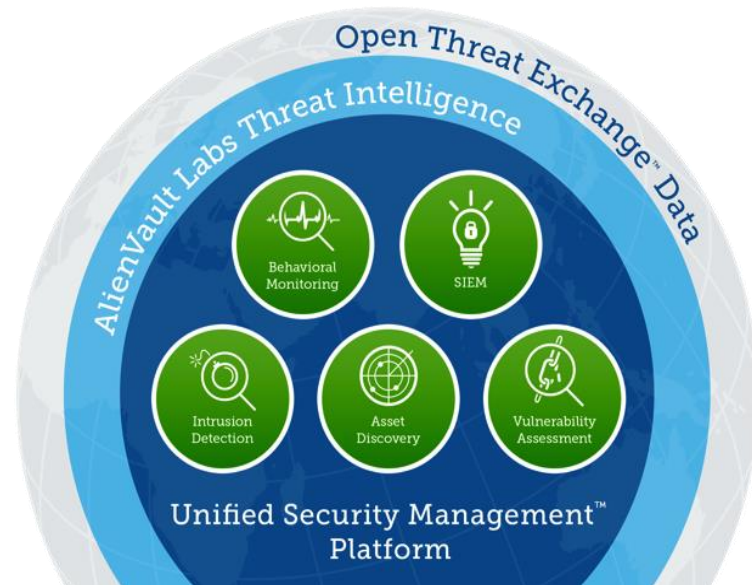 Open Threat Exchange™ Data
AlienVault Labs Threat Intelligence
Behavioral
Monitoring
SIEM
Intrusion
Detection
Asset
Discovery
Vulnerability
Assessment
Unified Security Management™
Platform